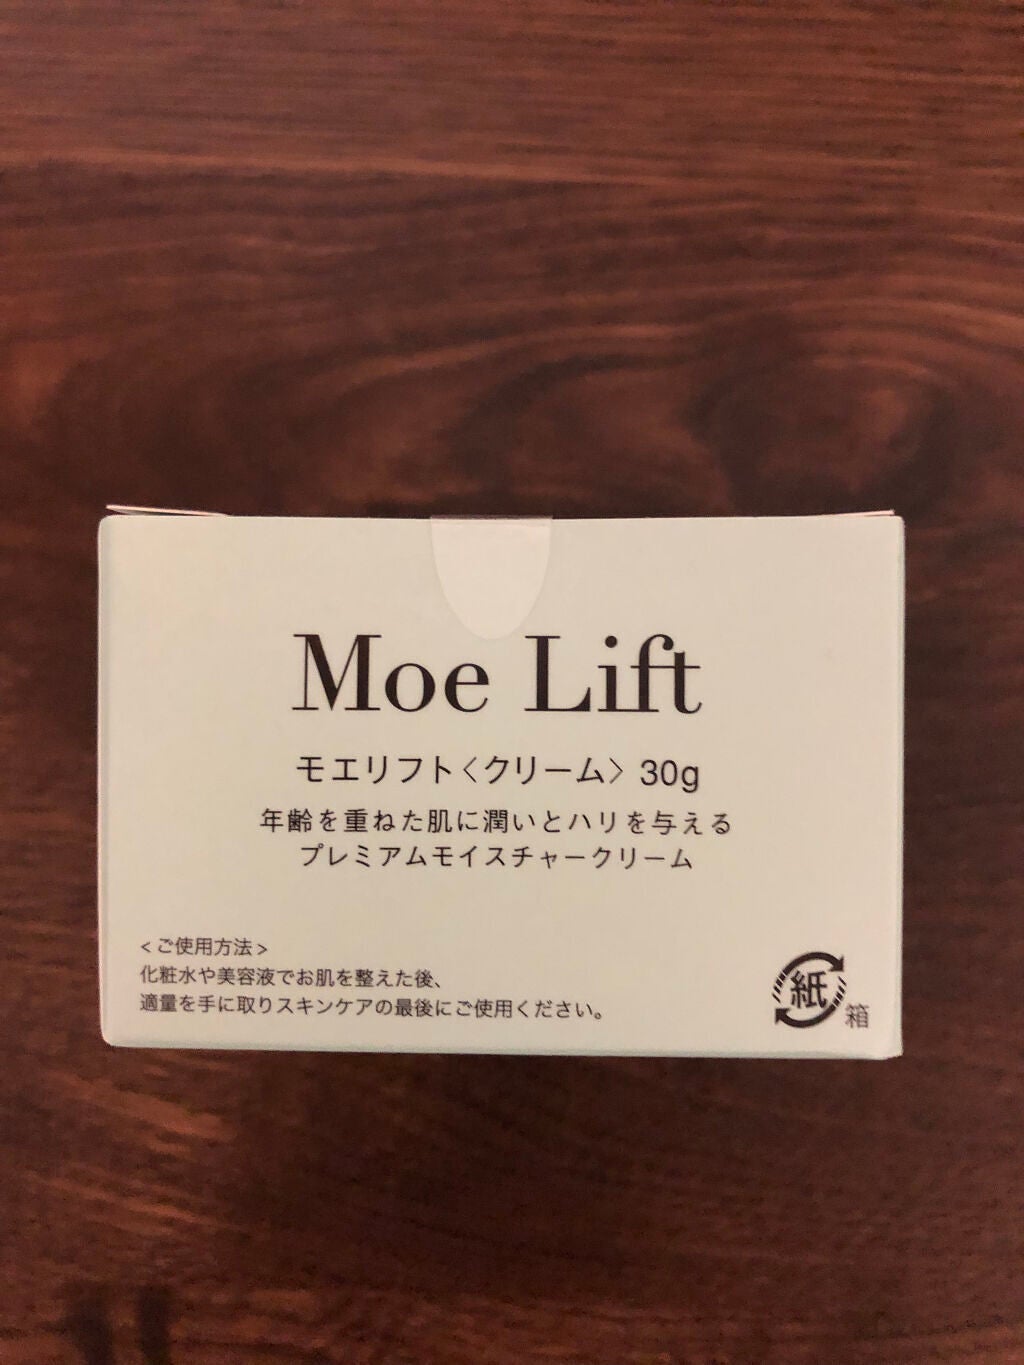 Moe Lift
モエリフト〈クリーム〉30g
年齢を重ねた肌に潤いとハリを与える
プレミアムモイスチャークリーム
<ご使用方法>
化粧水や美容液でお肌を整えた後、
適量を手に取りスキンケアの最後にご使用ください。
紙
箱